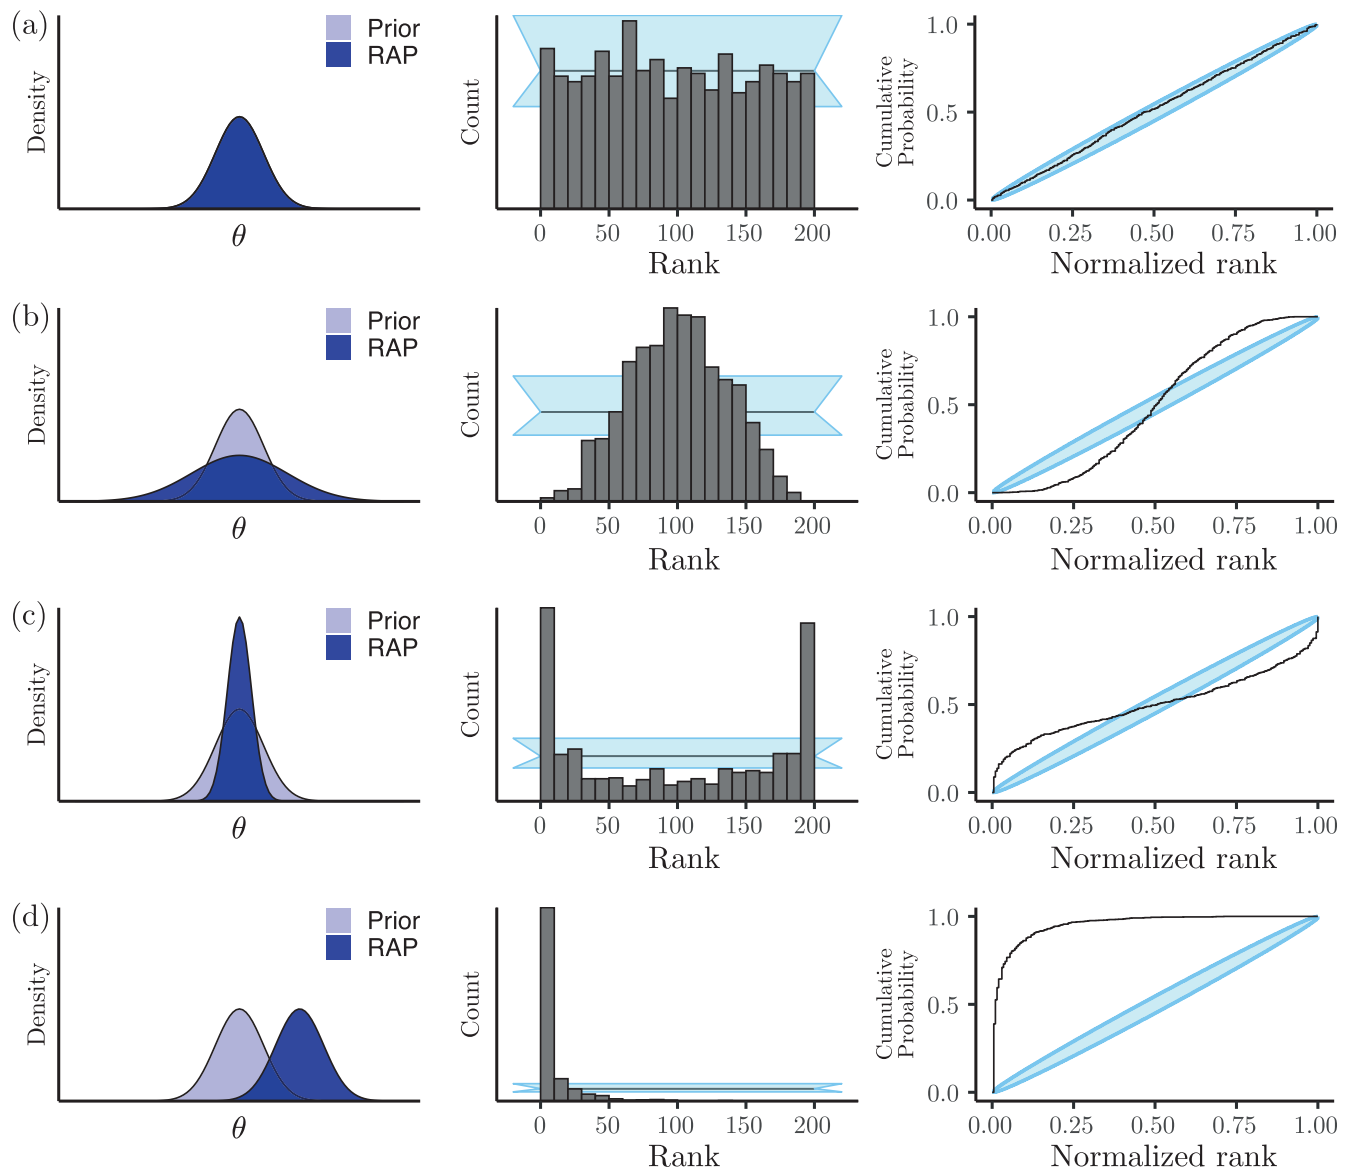 (a)
Density
θ
Prior
RAP
Count
0 50 100 150 200
Rank
Cumulative
Probability
1.0
0.5
0.0
0.00 0.25 0.50 0.75 1.00
Normalized rank
(b)
Density
θ
Prior
RAP
Count
0 50 100 150 200
Rank
Cumulative
Probability
1.0
0.5
0.0
0.00 0.25 0.50 0.75 1.00
Normalized rank
(c)
Density
θ
Prior
RAP
Count
0 50 100 150 200
Rank
Cumulative
Probability
1.0
0.5
0.0
0.00 0.25 0.50 0.75 1.00
Normalized rank
(d)
Density
θ
Prior
RAP
Count
0 50 100 150 200
Rank
Cumulative
Probability
1.0
0.5
0.0
0.00 0.25 0.50 0.75 1.00
Normalized rank